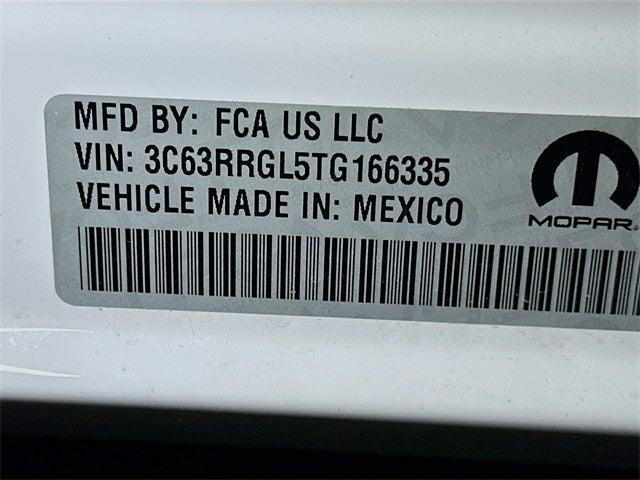 MFD BY: FCA US LLC
VIN: 3C63RRGL5TG166335
VEHICLE MADE IN: MEXICO
MOPAR®